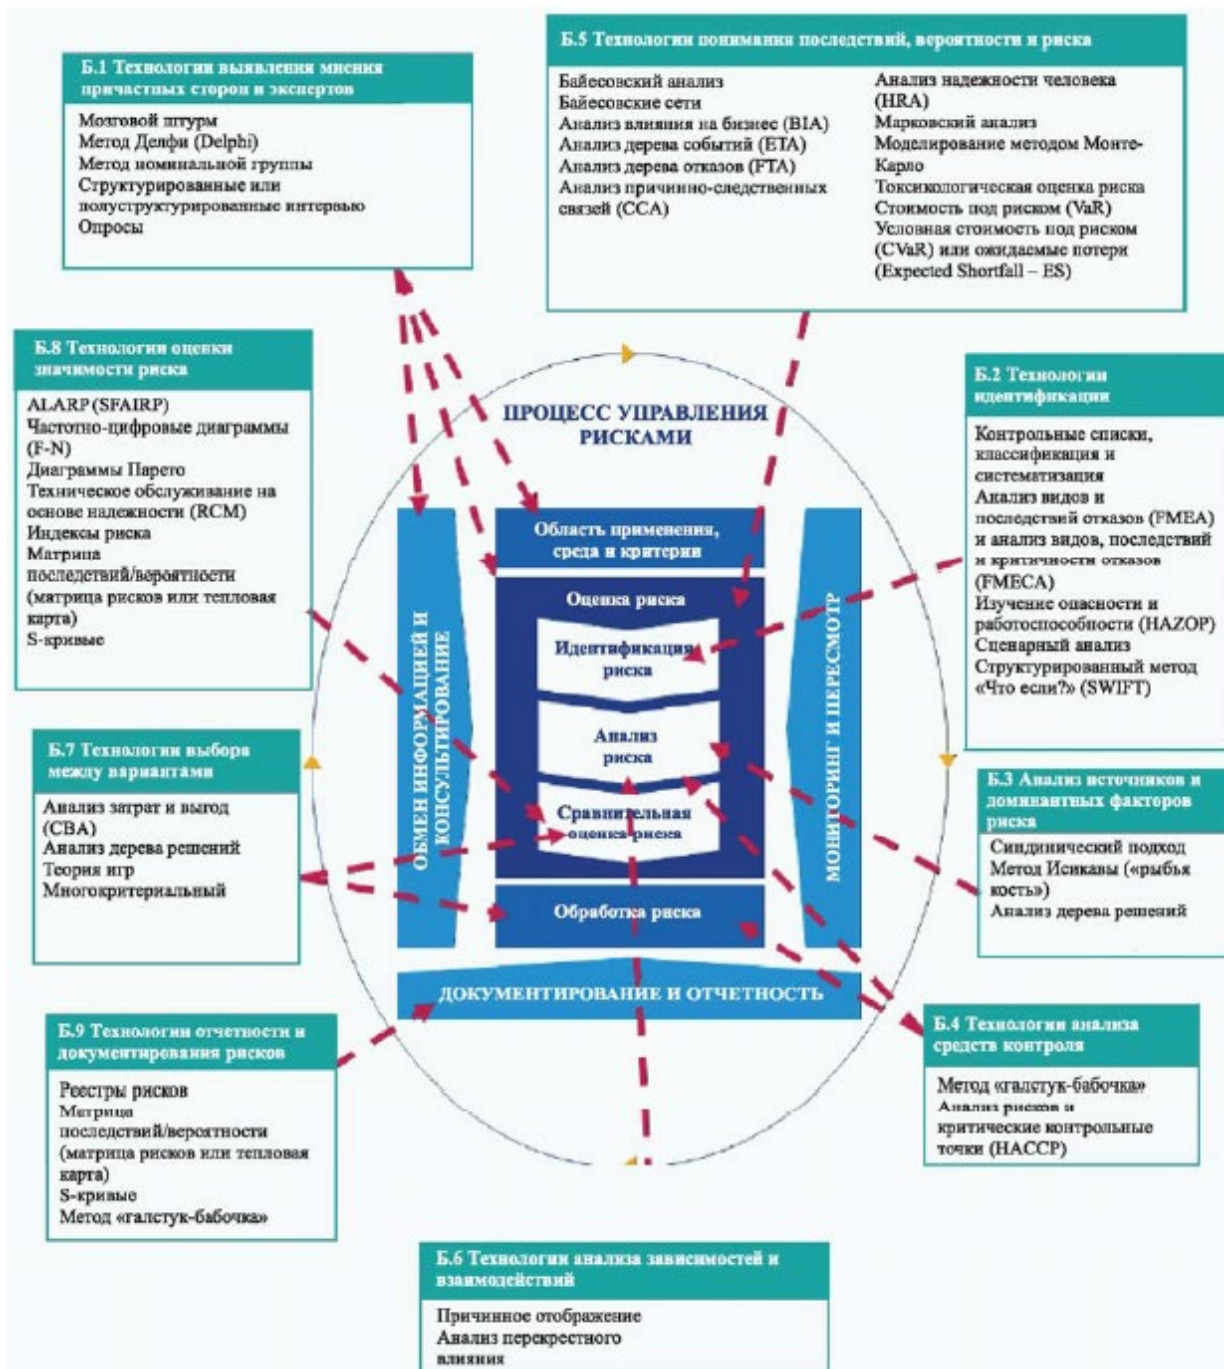 Б.1 Технологии выявления мнения
причастных сторон и экспертов
Мозговой штурм
Метод Делфи (Delphi)
Метод номинальной группы
Структурированные или
полуструктурированные интервью
Опросы
Б.5 Технологии понимания последствий, вероятности и риска
Байесовский анализ
Байесовские сети
Анализ влияния на бизнес (BIA)
Анализ дерева событий (ETA)
Анализ дерева отказов (FTA)
Анализ причинно-следственных
связей (CCA)
Анализ надежности человека
(HRA)
Марковский анализ
Моделирование методом Монте-
Карло
Токсикологическая оценка риска
Стоимость под риском (VaR)
Условная стоимость под риском
(CVaR) или ожидаемые потери
(Expected Shortfall – ES)
Б.8 Технологии оценки
значимости риска
ALARP (SFAIRP)
Частотно-цифровые диаграммы
(F-N)
Диаграммы Парето
Техническое обслуживание на
основе надежности (RCM)
Индексы риска
Матрица
последствий/вероятности
(матрица рисков или тепловая
карта)
S-кривые
ПРОЦЕСС УПРАВЛЕНИЯ
РИСКАМИ
Б.2 Технологии
идентификации
Контрольные списки,
классификация и
систематизация
Анализ видов и
последствий отказов (FMEA)
и анализ видов, последствий
и критичности отказов
(FMECA)
Изучение опасности и
работоспособности (HAZOP)
Сценарный анализ
Структурированный метод
«Что если?» (SWIFT)
ОБМЕН ИНФОРМАЦИЕЙ И
КОНСУЛЬТИРОВАНИЕ
Область применения,
среда и критерии
Оценка риска
Идентификация
риска
Анализ
риска
Сравнительная
оценка риска
Обработка риска
МОНИТОРИНГ И ПЕРЕСМОТР
ДОКУМЕНТИРОВАНИЕ И ОТЧЕТНОСТЬ
Б.7 Технологии выбора
между вариантами
Анализ затрат и выгод
(CBA)
Анализ дерева решений
Теория игр
Многокритериальный
Б.3 Анализ источников и
доминантных факторов
риска
Синдинический подход
Метод Исикавы («рыбья
кость»)
Анализ дерева решений
Б.9 Технологии отчетности и
документирования рисков
Реестры рисков
Матрица
последствий/вероятности
(матрица рисков или тепловая
карта)
S-кривые
Метод «галстук-бабочка»
Б.4 Технологии анализа
средств контроля
Метод «галстук-бабочка»
Анализ рисков и
критические контрольные
точки (HACCP)
Б.6 Технологии анализа зависимостей и
взаимодействий
Причинное отображение
Анализ перекрестного
влияния